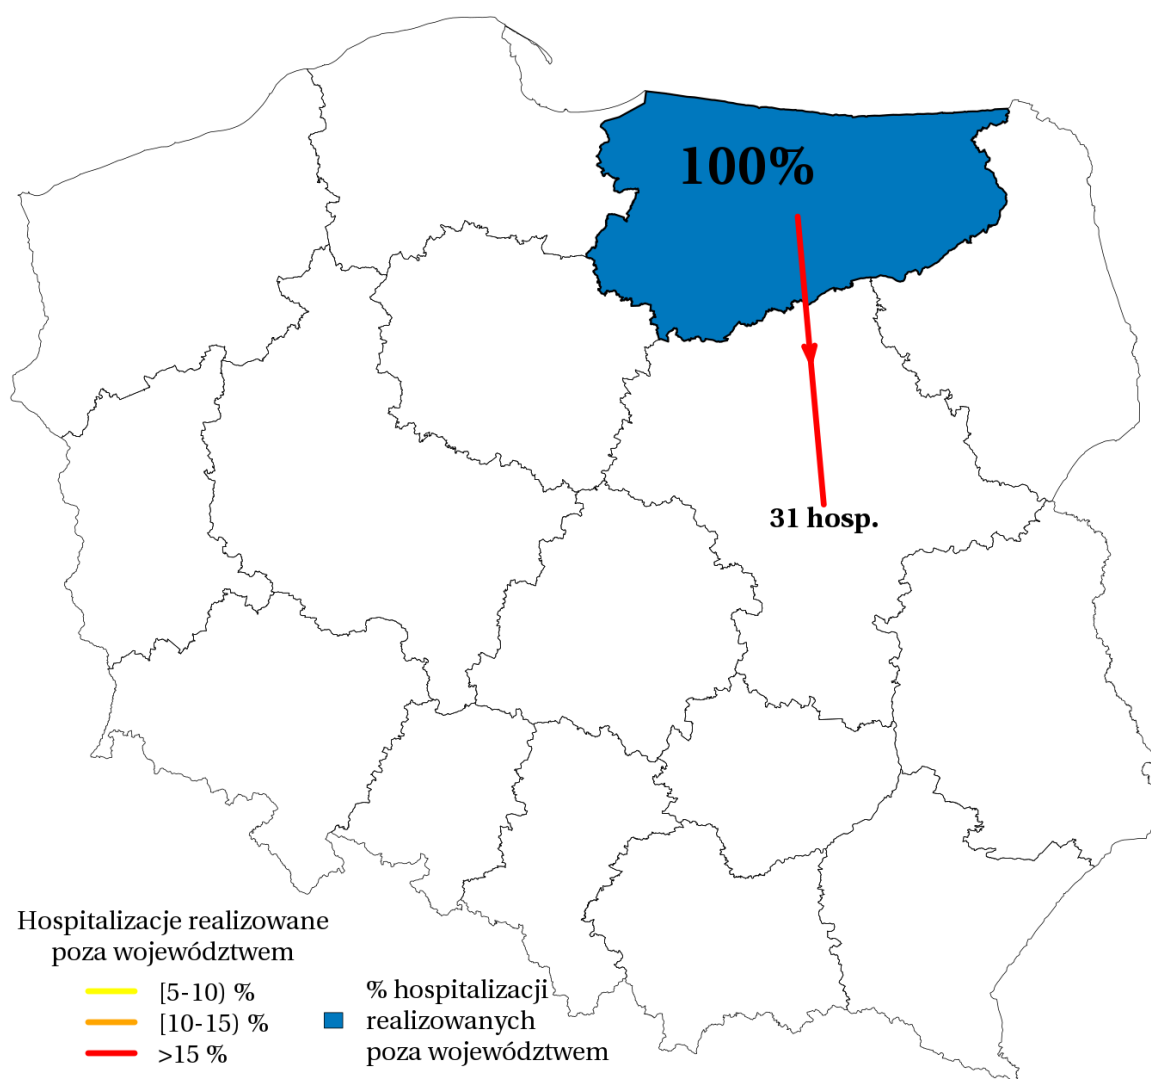 100%
31 hosp.
Hospitalizacje realizowane
poza województwem
[5-10) %
[10-15) %
>15 %
% hospitalizacji
realizowanych
poza województwem